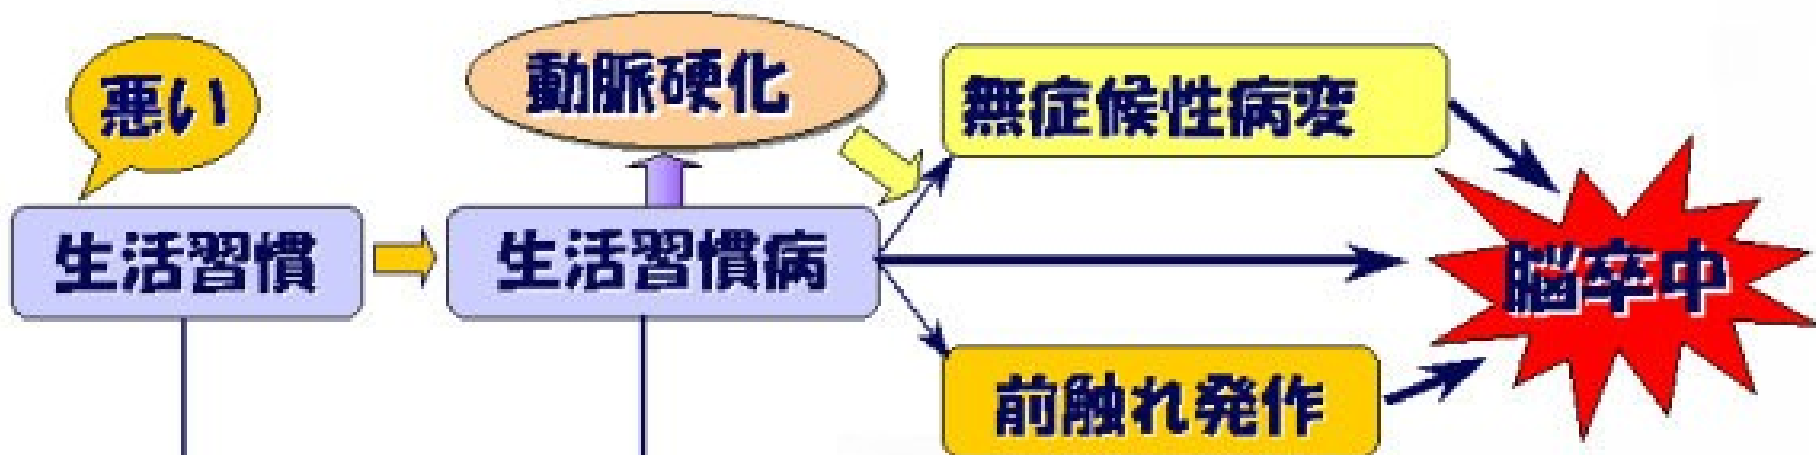 悪い
生活習慣
動脈硬化
生活習慣病
無症候性病変
前触れ発作
脳卒中